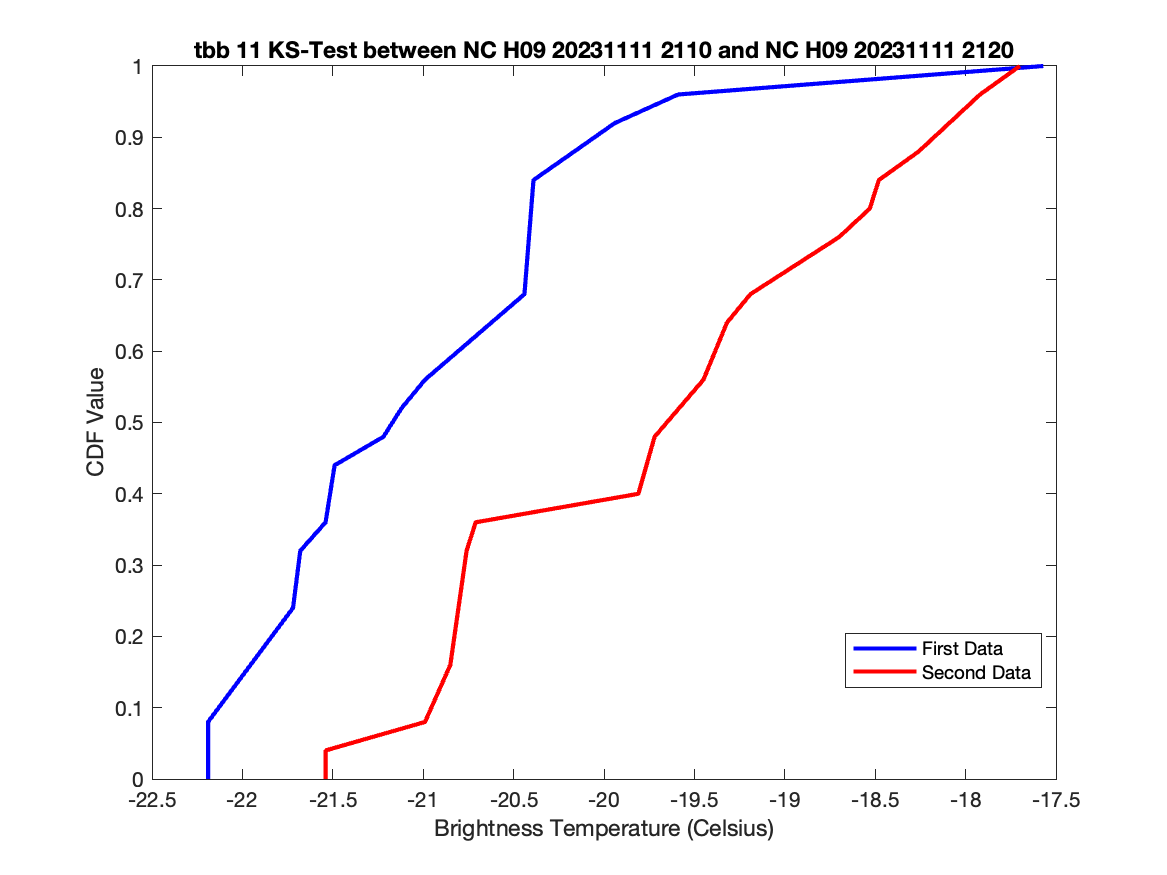 tbb 11 KS-Test between NC H09 20231111 2110 and NC H09 20231111 2120
1
0.9
0.8
0.7
0.6
0.5
0.4
0.3
0.2
0.1
0
CDF Value
First Data
Second Data
-22.5 -22 -21.5 -21 -20.5 -20 -19.5 -19 -18.5 -18 -17.5
Brightness Temperature (Celsius)